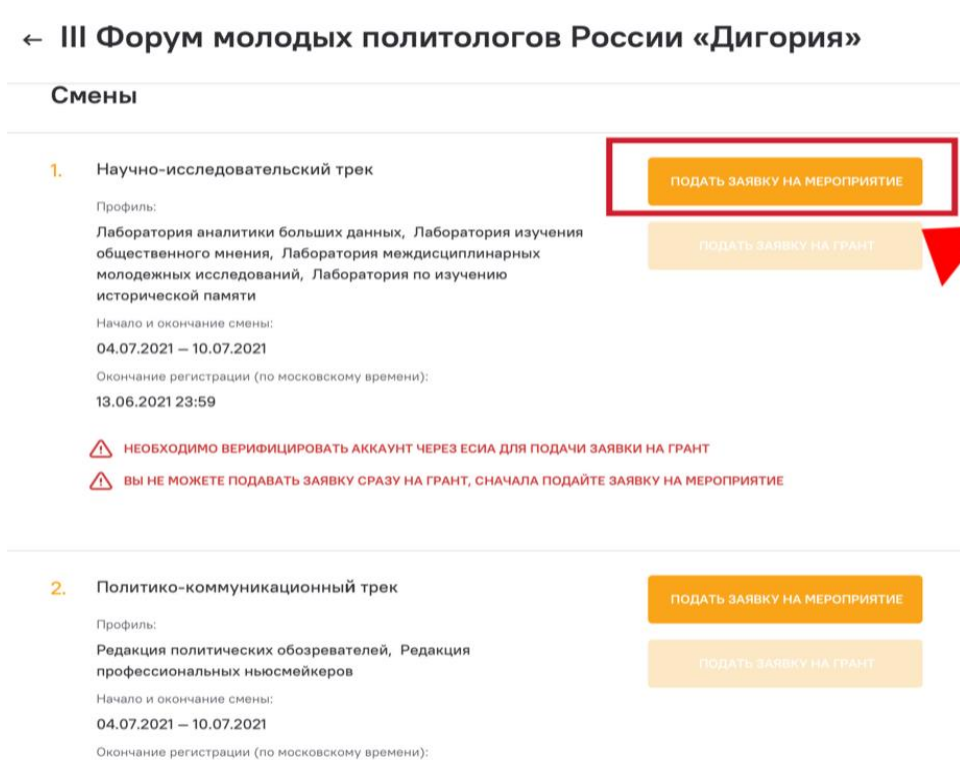 ← III Форум молодых политологов России «Дигория»
Смены
1. Научно-исследовательский трек
ПОДАТЬ ЗАЯВКУ НА МЕРОПРИЯТИЕ
Профиль:
Лаборатория аналитики больших данных, Лаборатория изучения
общественного мнения, Лаборатория междисциплинарных
молодежных исследований, Лаборатория по изучению
исторической памяти
ПОДАТЬ ЗАЯВКУ НА ГРАНТ
Начало и окончание смены:
04.07.2021 — 10.07.2021
Окончание регистрации (по московскому времени):
13.06.2021 23:59
НЕОБХОДИМО ВЕРИФИЦИРОВАТЬ АККАУНТ ЧЕРЕЗ ЕСИА ДЛЯ ПОДАЧИ ЗАЯВКИ НА ГРАНТ
ВЫ НЕ МОЖЕТЕ ПОДАВАТЬ ЗАЯВКУ СРАЗУ НА ГРАНТ, СНАЧАЛА ПОДАЙТЕ ЗАЯВКУ НА МЕРОПРИЯТИЕ
2. Политико-коммуникационный трек
ПОДАТЬ ЗАЯВКУ НА МЕРОПРИЯТИЕ
Профиль:
Редакция политических обозревателей, Редакция
профессиональных ньюсмейкеров
ПОДАТЬ ЗАЯВКУ НА ГРАНТ
Начало и окончание смены:
04.07.2021 — 10.07.2021
Окончание регистрации (по московскому времени):